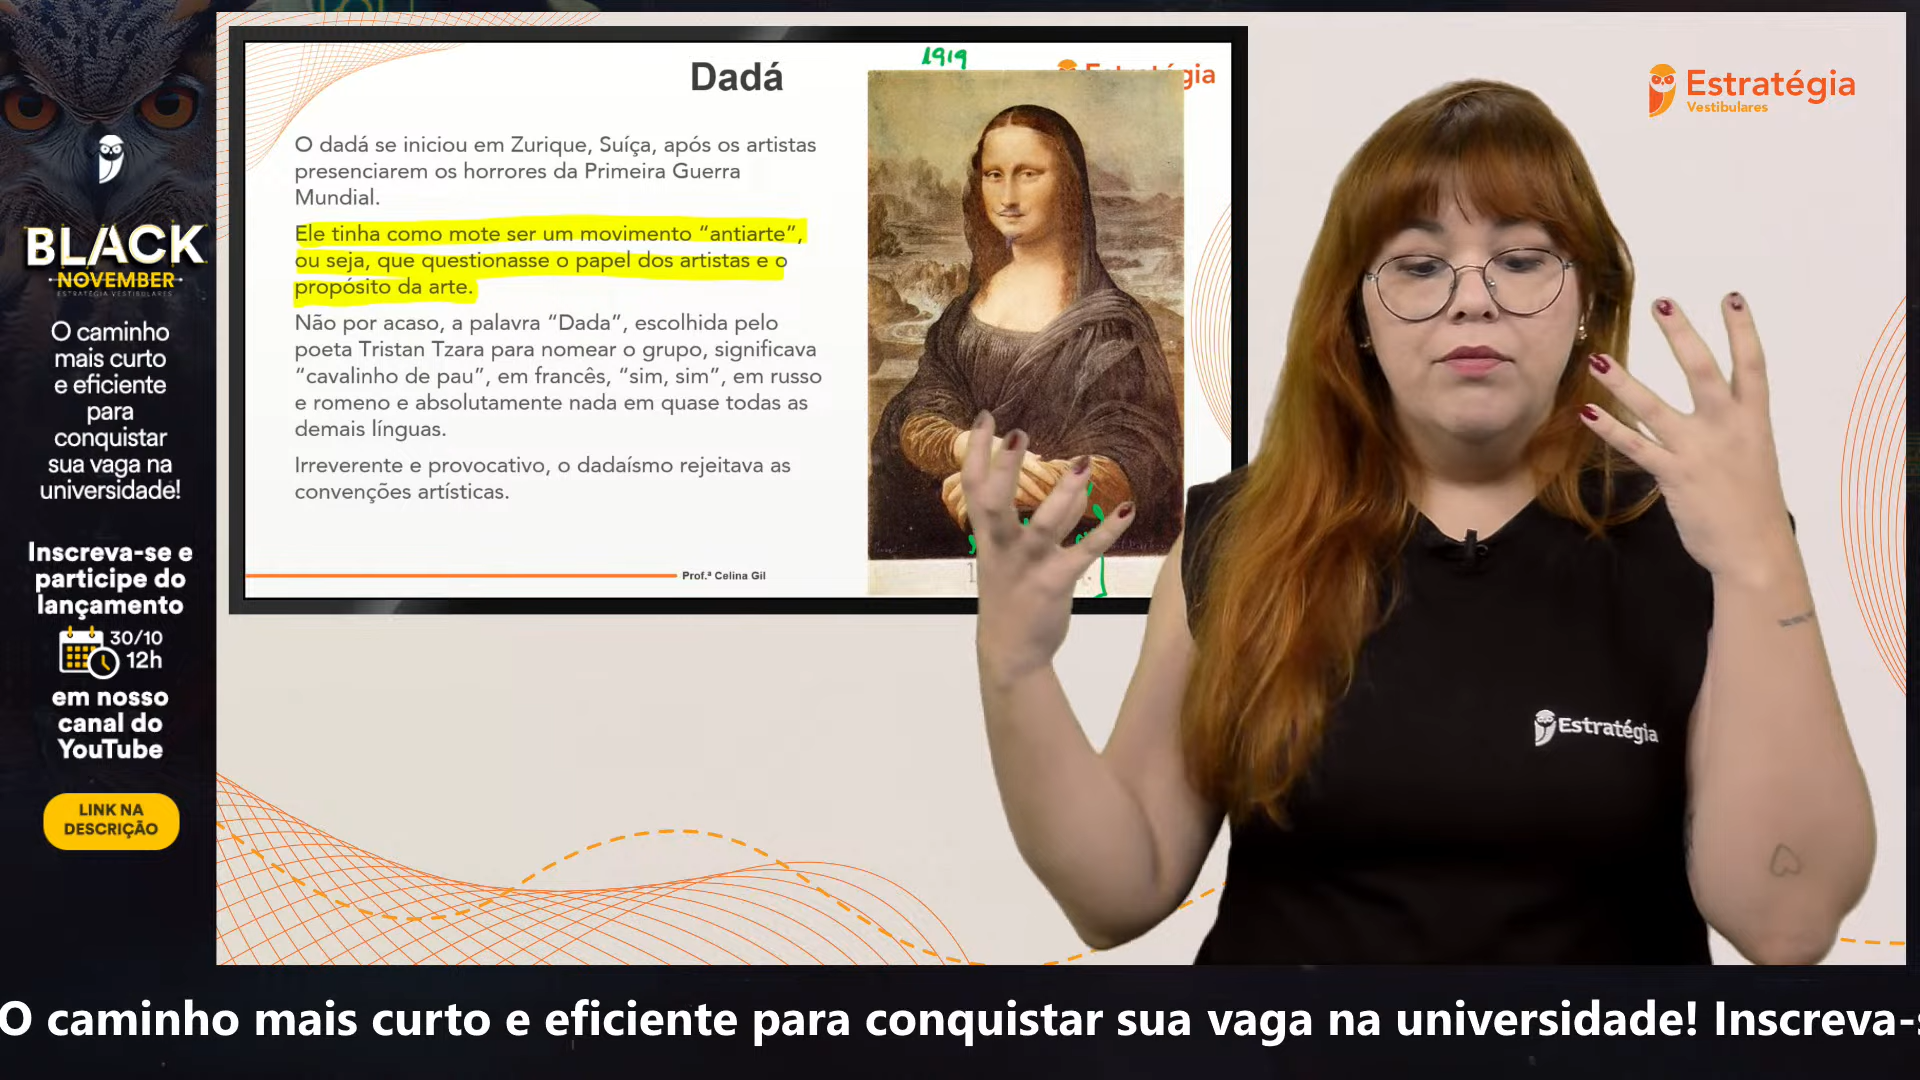 BLACK
NOVEMBER
ESTRATÉGIA VESTIBULARES
O caminho
mais curto
e eficiente
para
conquistar
sua vaga na
universidade!
Inscreva-se e
participe do
lançamento
30/10
12h
em nosso
canal do
YouTube
LINK NA
DESCRIÇÃO
1919
Dadá
Estratégia
O dadá se iniciou em Zurique, Suíça, após os artistas
presenciarem os horrores da Primeira Guerra
Mundial.
Ele tinha como mote ser um movimento “antiarte”,
ou seja, que questionasse o papel dos artistas e o
propósito da arte.
Não por acaso, a palavra “Dada”, escolhida pelo
poeta Tristan Tzara para nomear o grupo, significava
“cavalinho de pau”, em francês, “sim, sim”, em russo
e romeno e absolutamente nada em quase todas as
demais línguas.
Irreverente e provocativo, o dadaísmo rejeitava as
convenções artísticas.
Prof.ª Celina Gil
Estratégia
Vestibulares
Estratégia
O caminho mais curto e eficiente para conquistar sua vaga na universidade! Inscreva-s